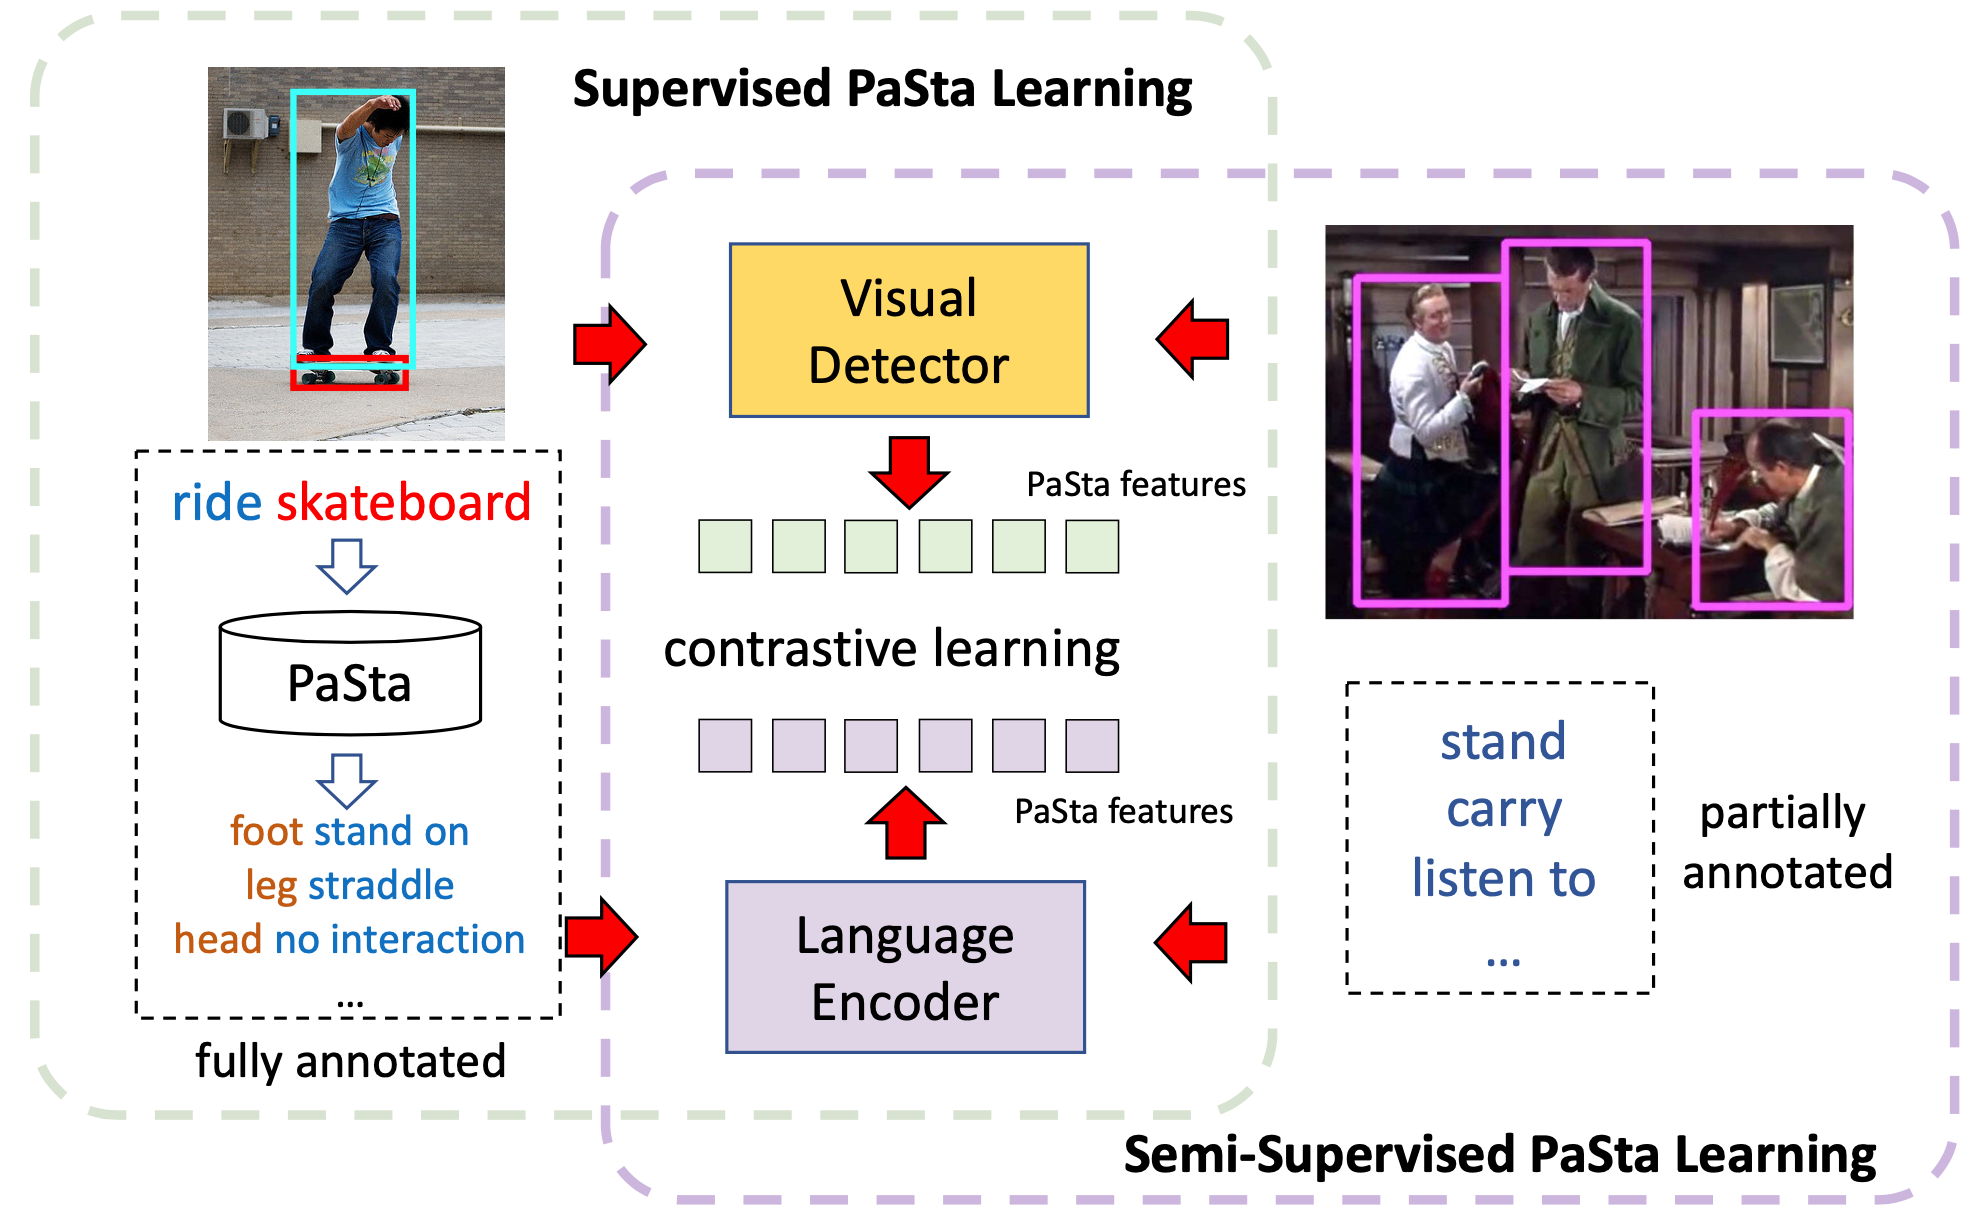 Supervised PaSta Learning
ride skateboard
PaSta
foot stand on
leg straddle
head no interaction
...
fully annotated
Visual
Detector
PaSta features
contrastive learning
PaSta features
Language
Encoder
stand
carry
listen to
...
partially
annotated
Semi-Supervised PaSta Learning